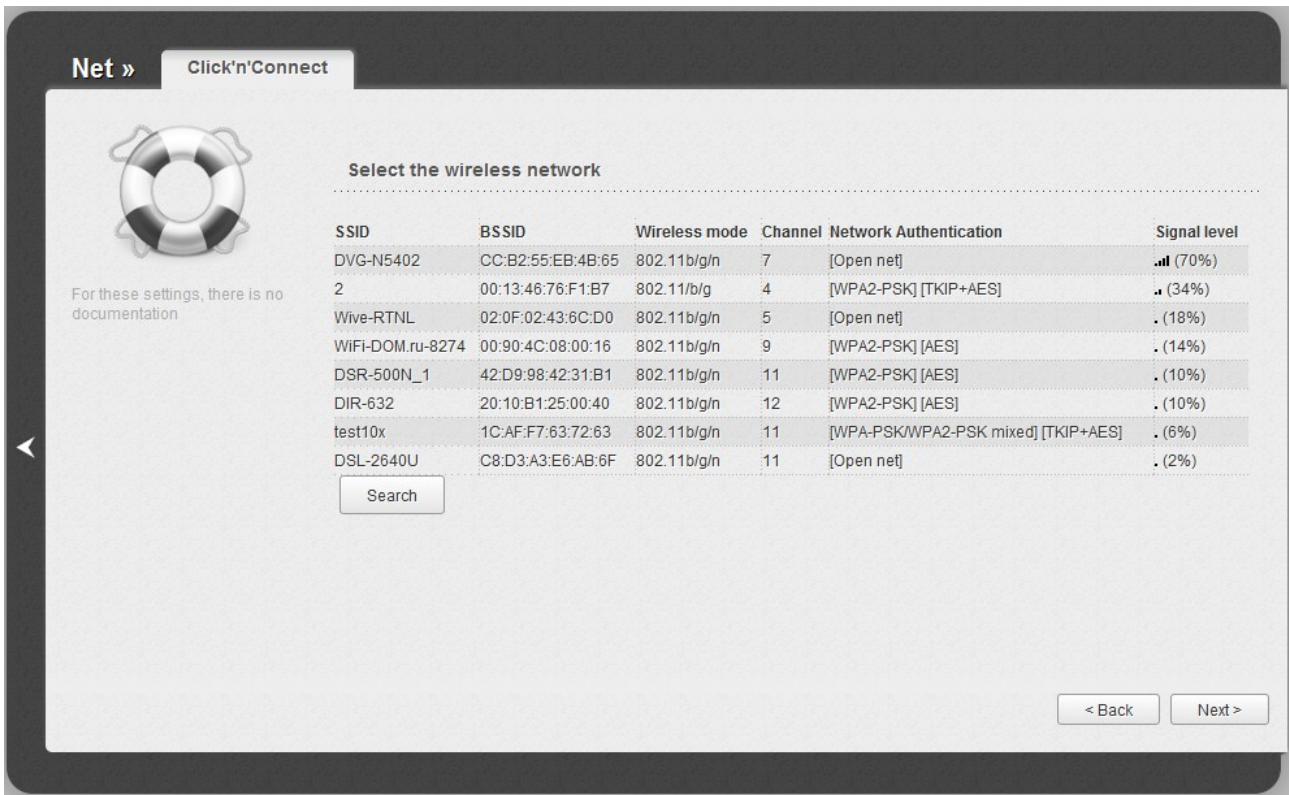 Net »
Click'n'Connect
For these settings, there is no
documentation
Select the wireless network
SSID BSSID Wireless mode Channel Network Authentication Signal level
DVG-N5402 CC:B2:55:EB:4B:65 802.11b/g/n 7 [Open net] (70%)
2 00:13:46:76:F1:B7 802.11/b/g 4 [WPA2-PSK] [TKIP+AES] (34%)
Wive-RTNL 02:0F:02:43:6C:D0 802.11b/g/n 5 [Open net] (18%)
WiFi-DOM.ru-8274 00:90:4C:08:00:16 802.11b/g/n 9 [WPA2-PSK] [AES] (14%)
DSR-500N_1 42:D9:98:42:31:B1 802.11b/g/n 11 [WPA2-PSK] [AES] (10%)
DIR-632 20:10:B1:25:00:40 802.11b/g/n 12 [WPA2-PSK] [AES] (10%)
test10x 1C:AF:F7:63:72:63 802.11b/g/n 11 [WPA-PSK/WPA2-PSK mixed] [TKIP+AES] (6%)
DSL-2640U C8:D3:A3:E6:AB:6F 802.11b/g/n 11 [Open net] (2%)
Search
< Back Next >